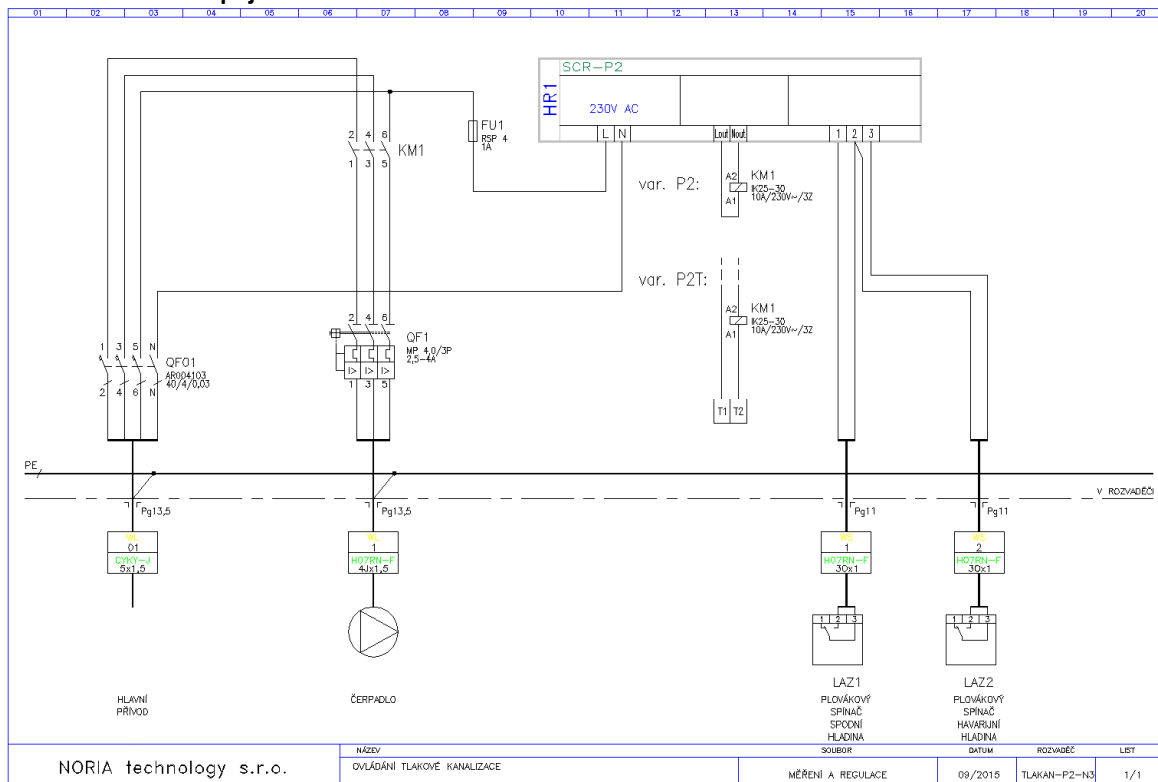 01 02 03 04 05 06 07 08 09 10 11 12 13 14 15 16 17 18 19 20
SCR-P2
HR1
230V AC
L N
Lout Nout
1 2 3
FU1
RSP 4
1A
2 4 6
KM1
1 3 5
var. P2:
A2 KM1
IK25-30
A1 10A/230V~/3Z
var. P2T:
A2 KM1
IK25-30
A1 10A/230V~/3Z
T1 T2
2 4 6
QF1
MP 4,0/3P
2,5-4A
I> I> I>
1 3 5
1 3 5 N
QF01
AR004103
40/4/0,03
2 4 6 N
PE
V ROZVADĚČI
Pg13,5
Pg13,5
Pg11
Pg11
WL
01
CYKY-J
5x1,5
WL
1
H07RN-F
4Jx1,5
WS
1
H07RN-F
3Ox1
WS
2
H07RN-F
3Ox1
1 2 3
1 2 3
LAZ1
LAZ2
HLAVNÍ
PŘÍVOD
ČERPADLO
PLOVÁKOVÝ
SPÍNAČ
SPODNÍ
HLADINA
PLOVÁKOVÝ
SPÍNAČ
HAVARIJNÍ
HLADINA
NORIA technology s.r.o.
NÁZEV
OVLÁDÁNÍ TLAKOVÉ KANALIZACE
SOUBOR
MĚŘENÍ A REGULACE
DATUM
09/2015
ROZVADĚČ
TLAKAN-P2-N3
LIST
1/1